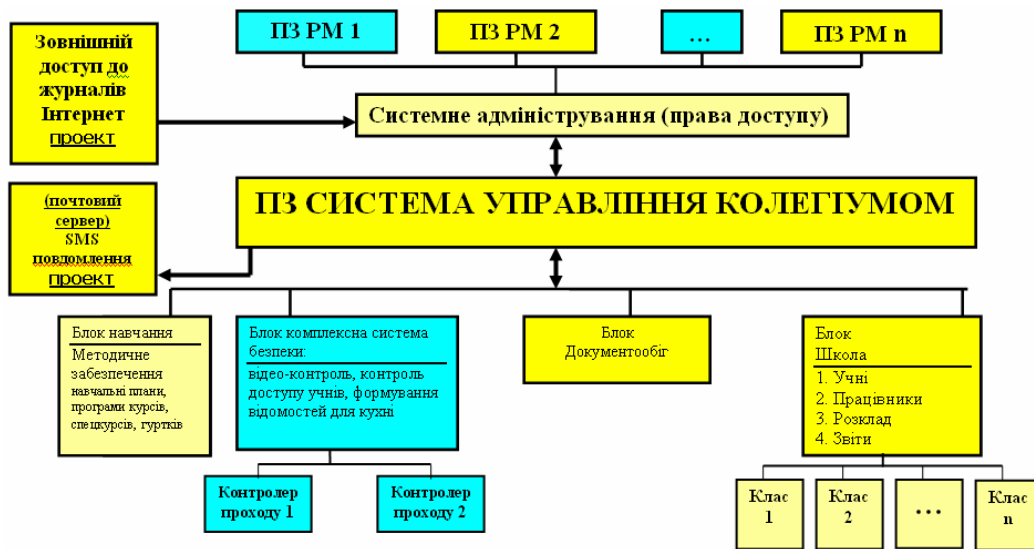 Зовнішній
доступ до
журналів
Інтернет
проект
ПЗ РМ 1
ПЗ РМ 2
...
ПЗ РМ n
Системне адміністрування (права доступу)
ПЗ СИСТЕМА УПРАВЛІННЯ КОЛЕГІУМОМ
(почтовий
сервер)
SMS
повдомлення
проект
Блок навчання
Методичне
забезпечення
навчальні плани,
програми курсів,
спецкурсів, гуртків
Блок комплексна система
безпеки:
відео-контроль, контроль
доступу учнів, формування
відомостей для кухні
Контролер
проходу 1
Контролер
проходу 2
Блок
Документообіг
Блок
Школа
1. Учні
2. Працівники
3. Розклад
4. Звіти
Клас
1
Клас
2
...
Клас
n